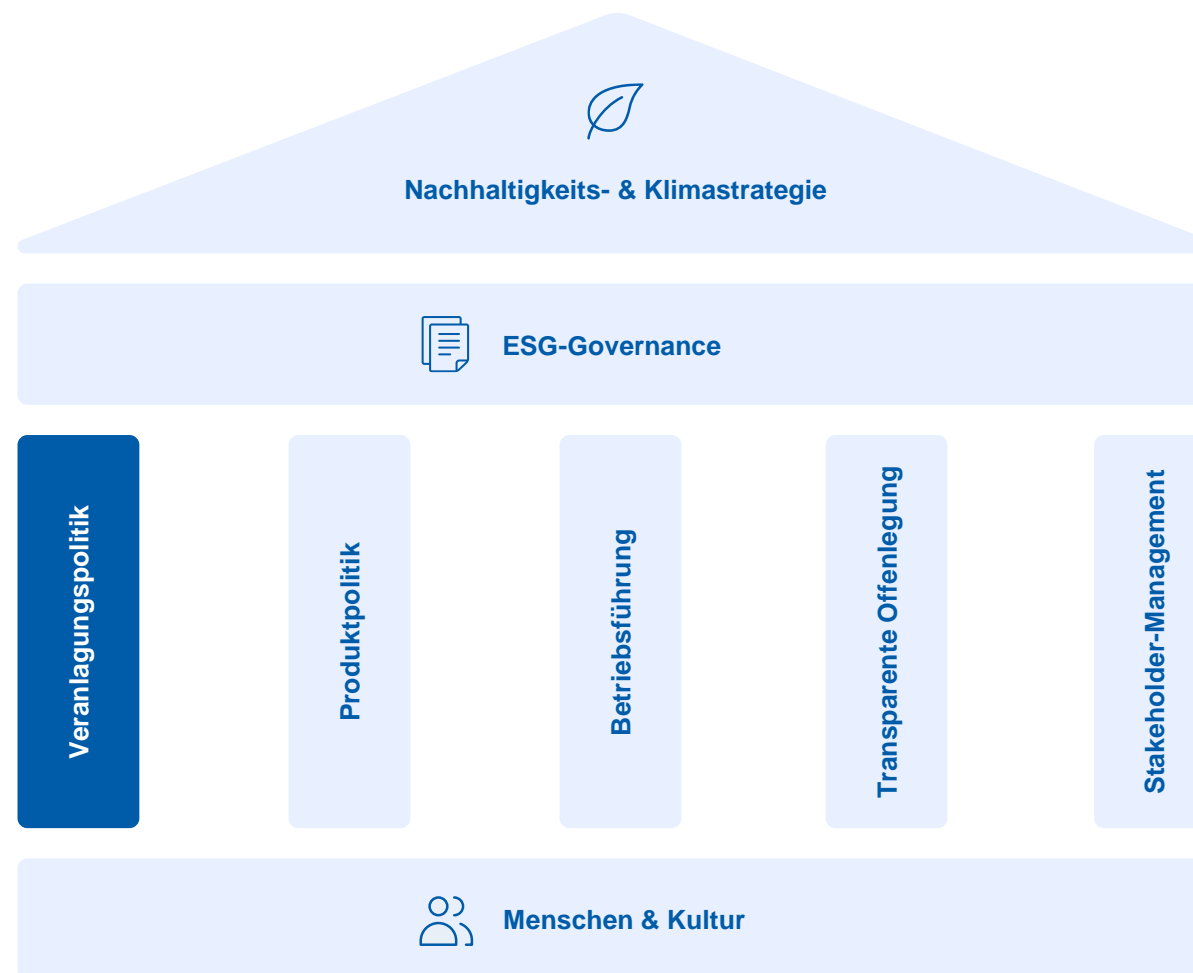 Nachhaltigkeits- & Klimastrategie
ESG-Governance
Veranlagungspolitik
Produktpolitik
Betriebsführung
Transparente Offenlegung
Stakeholder-Management
Menschen & Kultur